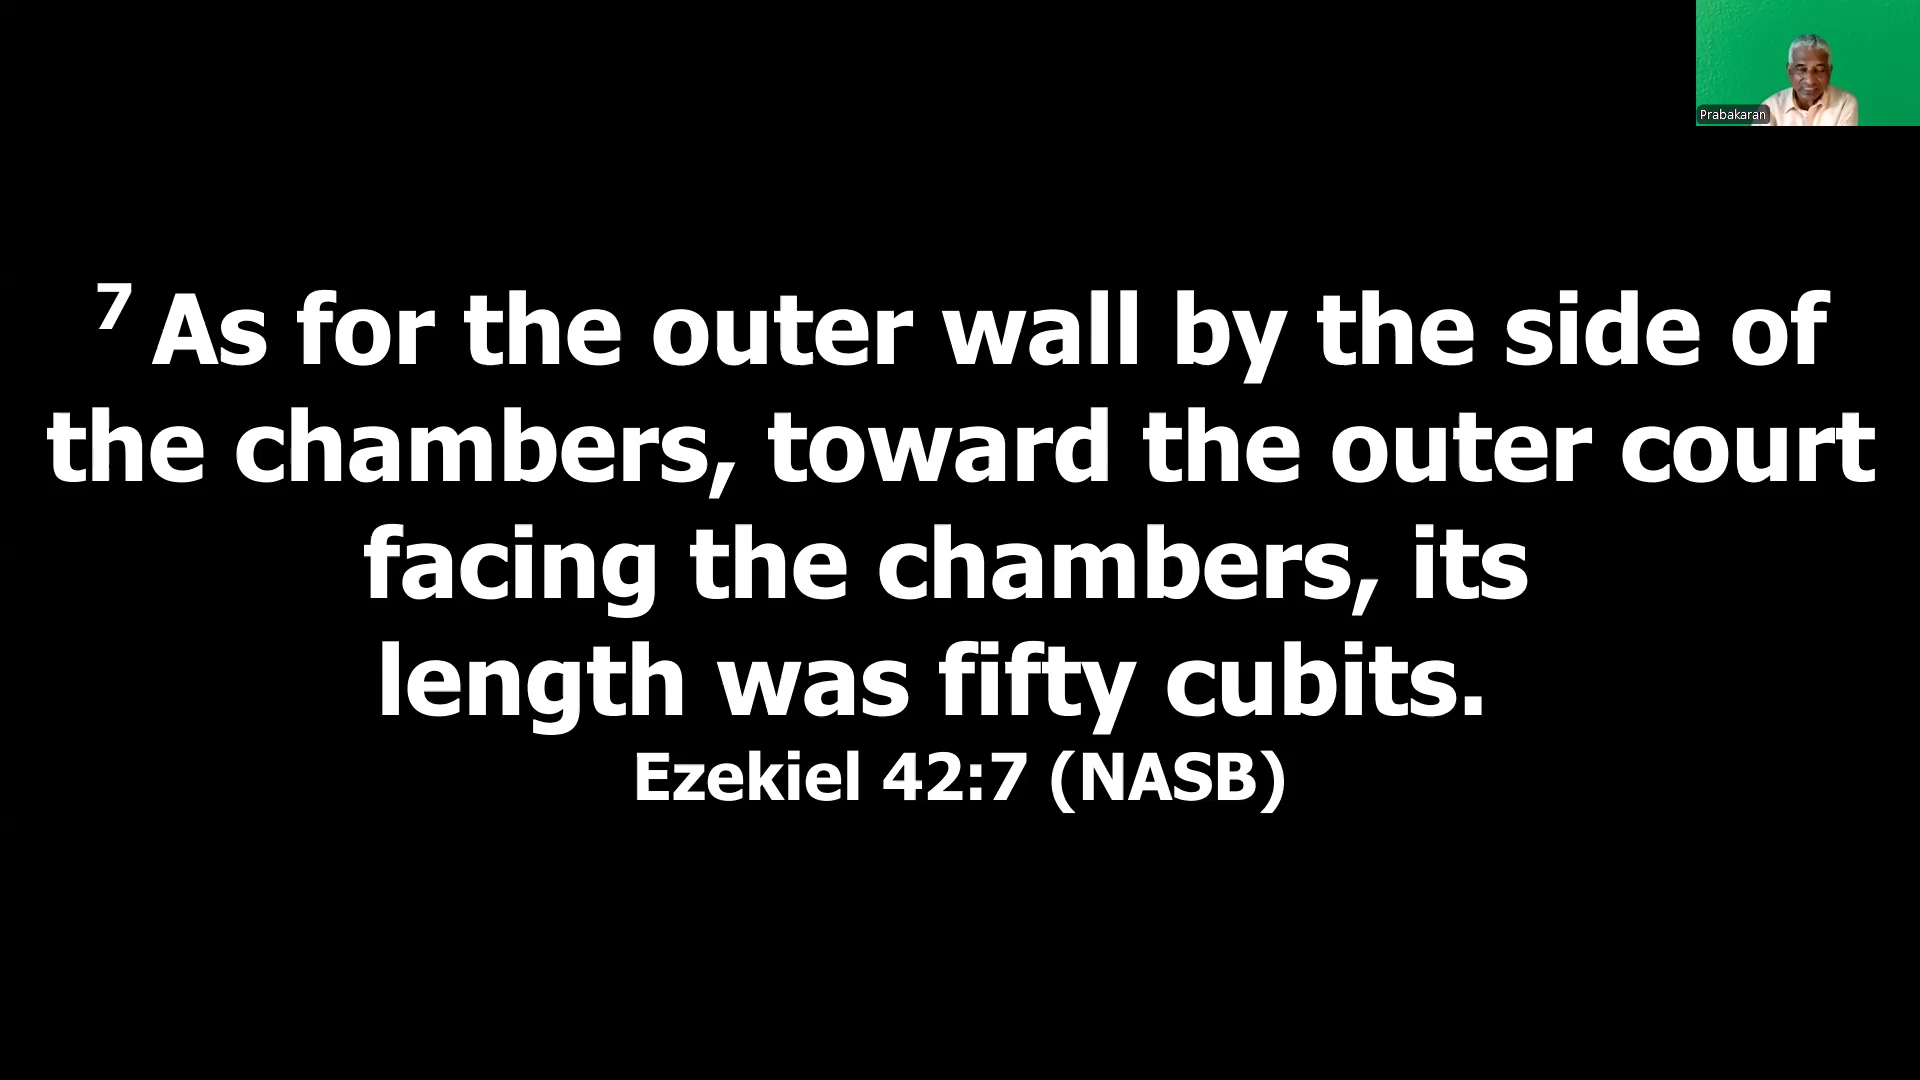 Prabakaran
7 As for the outer wall by the side of
the chambers, toward the outer court
facing the chambers, its
length was fifty cubits.
Ezekiel 42:7 (NASB)